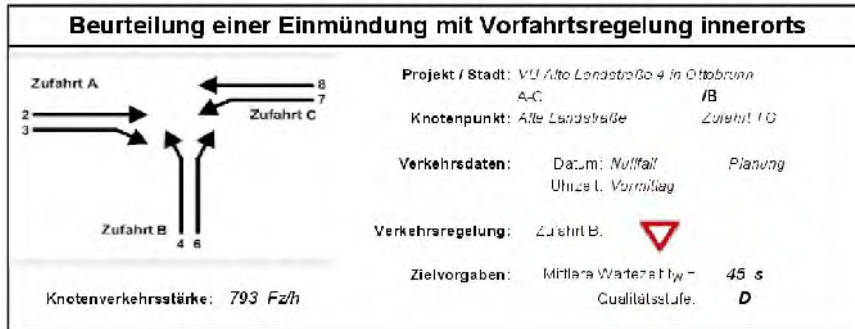 Beurteilung einer Einmündung mit Vorfahrtsregelung innerorts
Zufahrt A
8
7
Zufahrt C
2
3
Zufahrt B
4 6
Knotenverkehrsstärke: 793 Fz/h
Projekt / Stadt: VU Alte Landstraße 4 in Ottobrunn
A-C /B
Knotenpunkt: Alte Landstraße Zufahrt TG
Verkehrsdaten: Datum: Nullfall Planung
Uhrzeit: Vormittag
Verkehrsregelung: Zufahrt B:
Zielvorgaben: Mittlere Wartezeit tW = 45 s
Qualitätsstufe: D